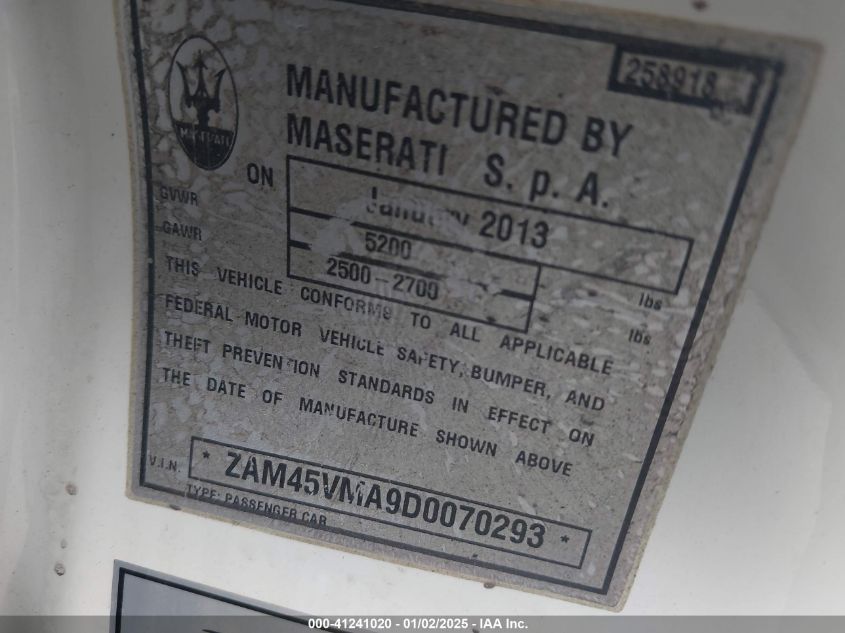 258918
MASERATI
MANUFACTURED BY
MASERATI S. p. A.
ON January 2013
GVWR 5200 lbs
GAWR 2500 - 2700 lbs.
THIS VEHICLE CONFORMS TO ALL APPLICABLE
FEDERAL MOTOR VEHICLE SAFETY, BUMPER, AND
THEFT PREVENTION STANDARDS IN EFFECT ON
THE DATE OF MANUFACTURE SHOWN ABOVE
V.I.N. * ZAM45VMA9D0070293 *
TYPE: PASSENGER CAR
000-41241020 - 01/02/2025 - IAA Inc.